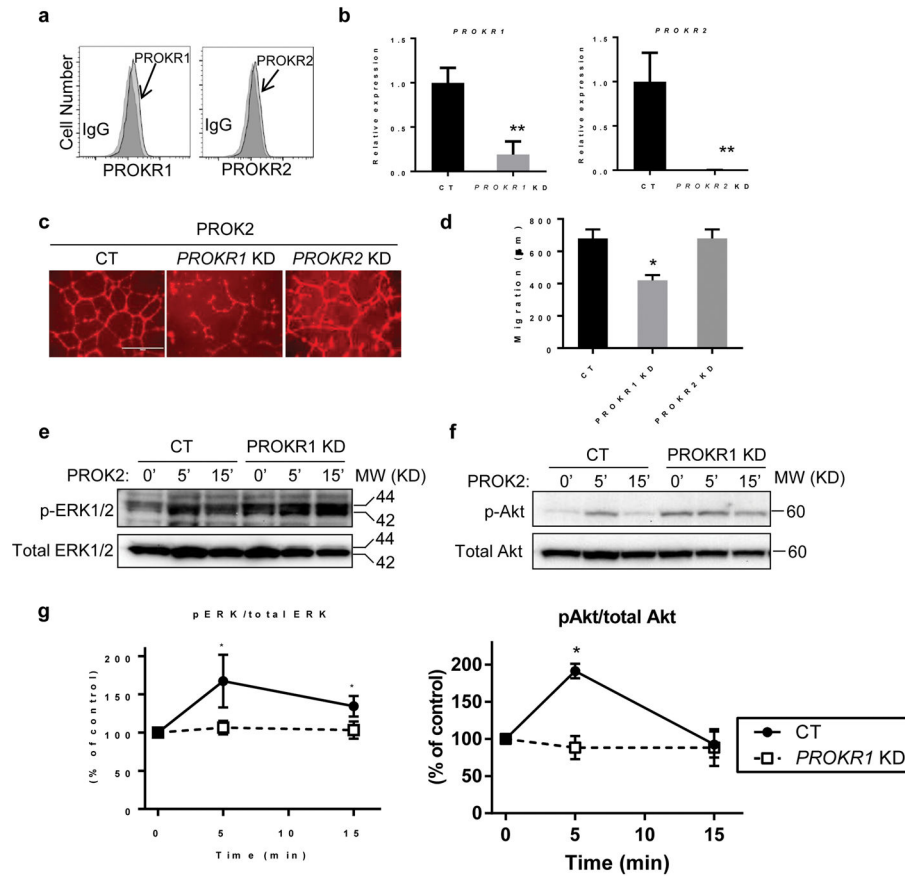 a
Cell Number
IgG
PROKR1
PROKR1
IgG
PROKR2
PROKR2
b
PROKR1
Relative expression
1.5
1.0
0.5
0.0
CT
PROKR1 KD
**
PROKR2
Relative expression
1.5
1.0
0.5
0.0
CT
PROKR2 KD
**
c
PROK2
CT PROKR1 KD PROKR2 KD
d
Migration (µm)
800
600
400
200
0
*
CT
PROKR1 KD
PROKR2 KD
e
CT PROKR1 KD
PROK2: 0' 5' 15' 0' 5' 15' MW (KD)
p-ERK1/2
44
42
Total ERK1/2
44
42
f
CT PROKR1 KD
PROK2: 0' 5' 15' 0' 5' 15' MW (KD)
p-Akt
60
Total Akt
60
g
pERK/total ERK
(% of control)
200
150
100
50
0
* *
0 5 10 15
Time (min)
pAkt/total Akt
(% of control)
200
150
100
50
0
*
0 5 10 15
Time (min)
CT
PROKR1 KD